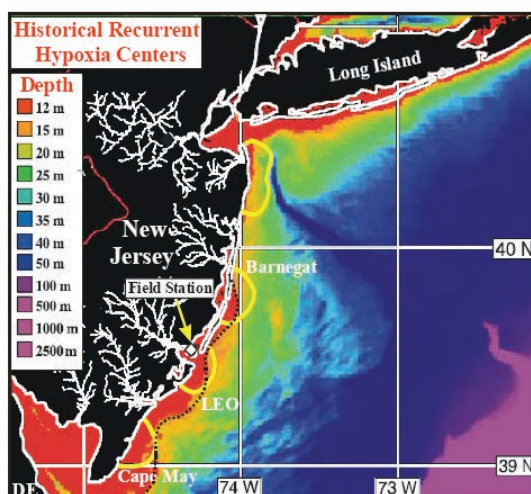 Historical Recurrent
Hypoxia Centers
Long Island
Depth
12 m
15 m
20 m
25 m
30 m
35 m
40 m
50 m
100 m
500 m
1000 m
2500 m
New
Jersey
40 N
Barnegat
Field Station
LEO
Cape May
39 N
DE
74 W
73 W